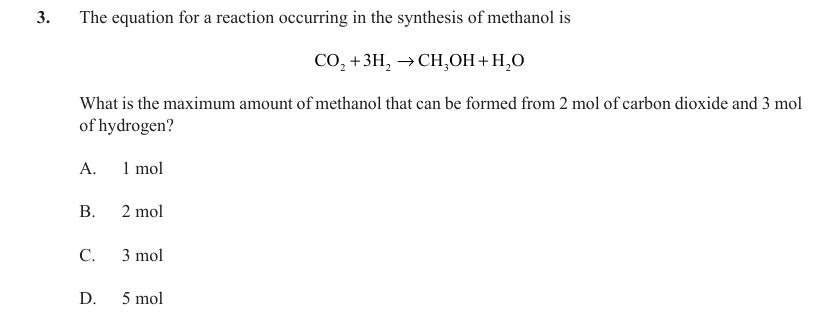 3. The equation for a reaction occurring in the synthesis of methanol is
CO₂ + 3H₂ → CH₃OH + H₂O
What is the maximum amount of methanol that can be formed from 2 mol of carbon dioxide and 3 mol
of hydrogen?
A. 1 mol
B. 2 mol
C. 3 mol
D. 5 mol